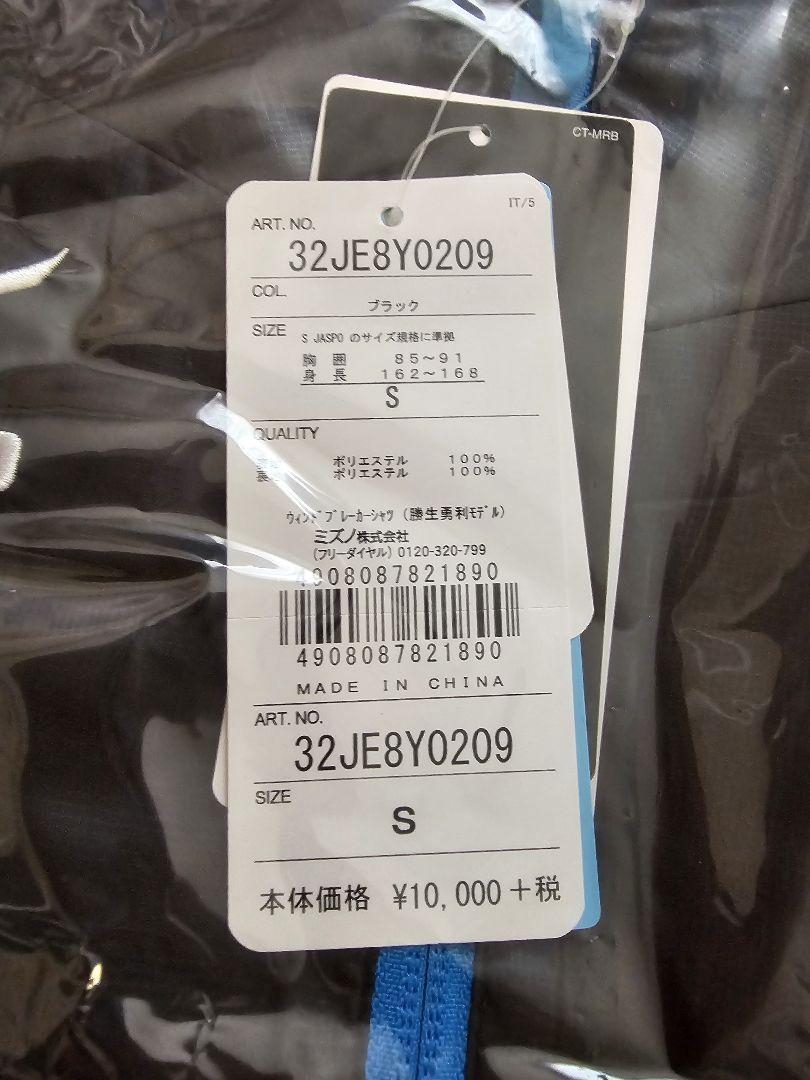 CT-MRB
IT/5
ART. NO.
32JE8Y0209
COL.
ブラック
SIZE
S JASPO のサイズ規格に準拠
胸 囲 85～91
身 長 162～168
S
QUALITY
ポリエステル 100%
ポリエステル 100%
ｳｨﾝﾄﾞﾌﾞﾚｰｶｰｼｬﾂ (勝生勇利ﾓﾃﾞﾙ)
ミズノ株式会社
(フリーダイヤル) 0120-320-799
4908087821890
4908087821890
MADE IN CHINA
ART. NO.
32JE8Y0209
SIZE
S
本体価格 ¥10,000+税